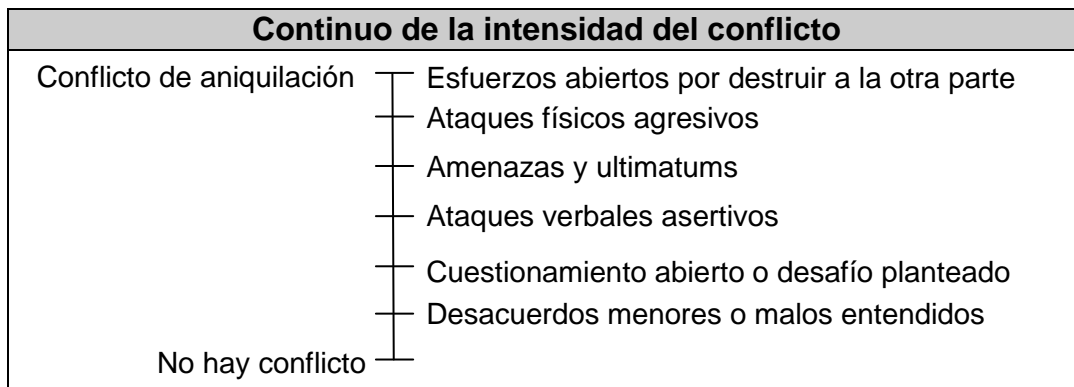 Continuo de la intensidad del conflicto
Conflicto de aniquilación Esfuerzos abiertos por destruir a la otra parte
Ataques físicos agresivos
Amenazas y ultimatums
Ataques verbales asertivos
Cuestionamiento abierto o desafío planteado
Desacuerdos menores o malos entendidos
No hay conflicto